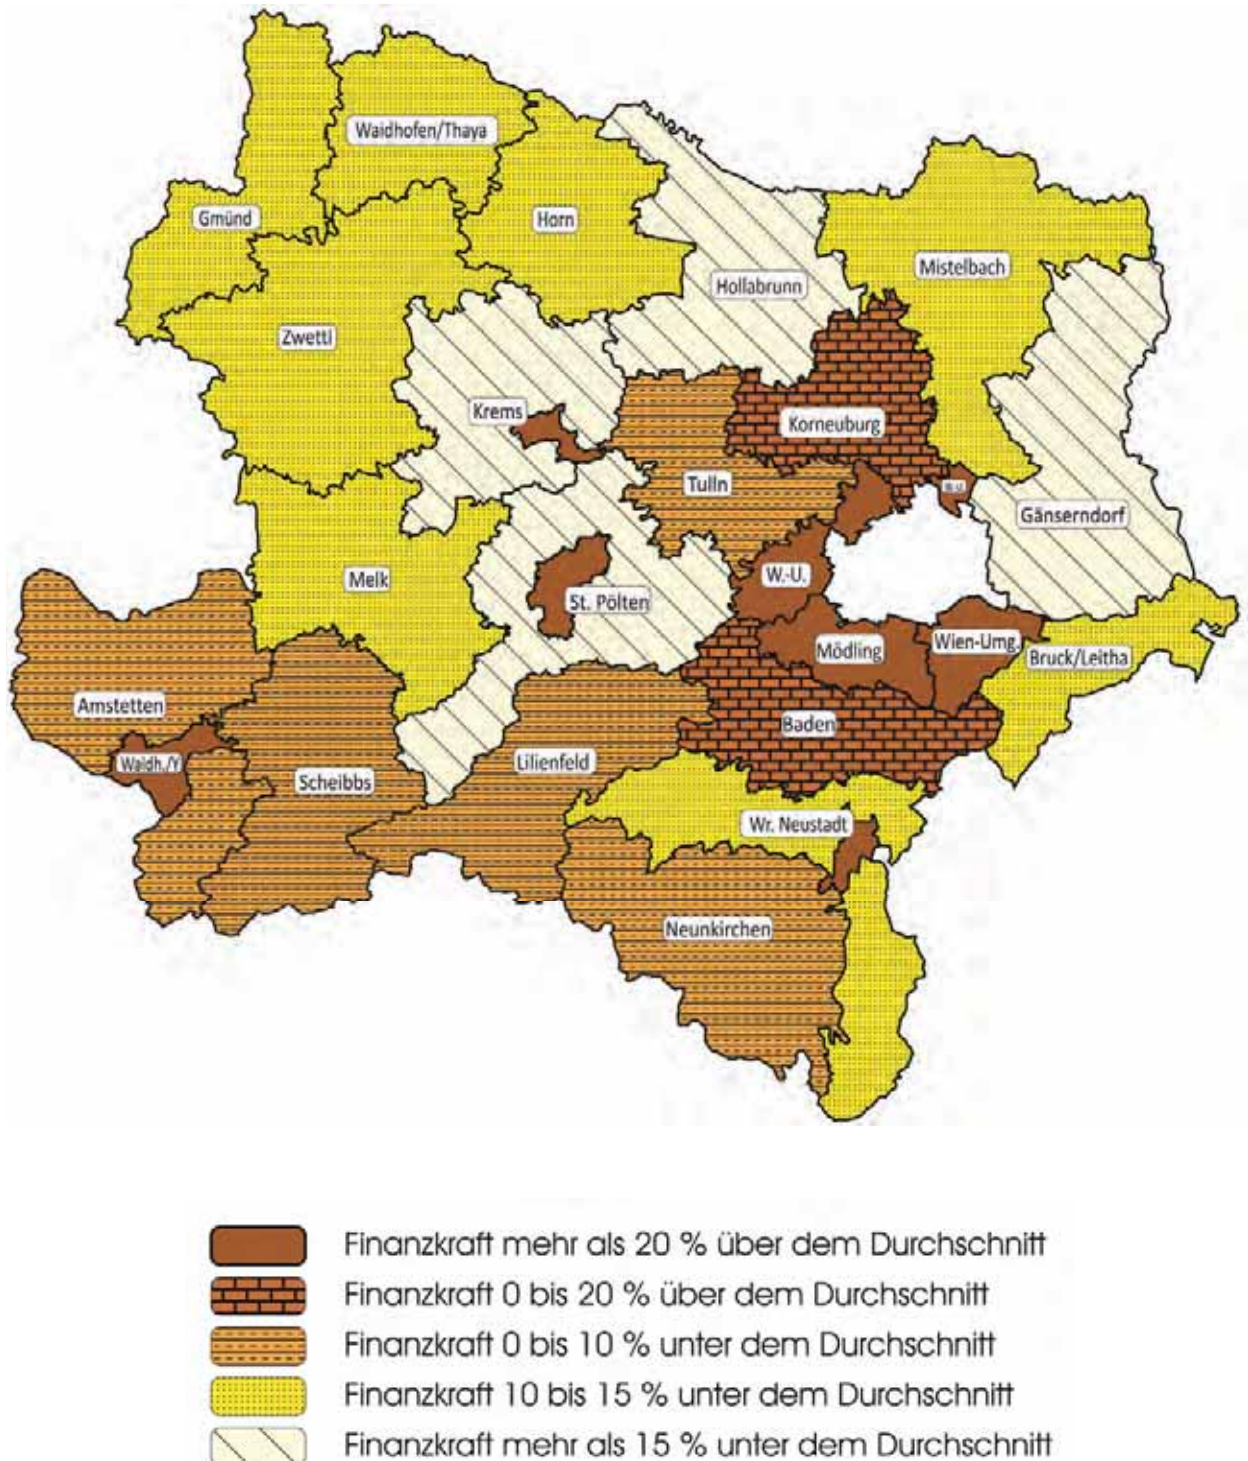 Waidhofen/Thaya
Gmünd
Horn
Mistelbach
Hollabrunn
Zwettl
Krems
Korneuburg
Tulln
W.-U.
Gänserndorf
Melk
W.-U.
St. Pölten
Mödling
Wien-Umg.
Bruck/Leitha
Amstetten
Baden
Waidh./Y
Lilienfeld
Scheibbs
Wr. Neustadt
Neunkirchen
Finanzkraft mehr als 20 % über dem Durchschnitt
Finanzkraft 0 bis 20 % über dem Durchschnitt
Finanzkraft 0 bis 10 % unter dem Durchschnitt
Finanzkraft 10 bis 15 % unter dem Durchschnitt
Finanzkraft mehr als 15 % unter dem Durchschnitt